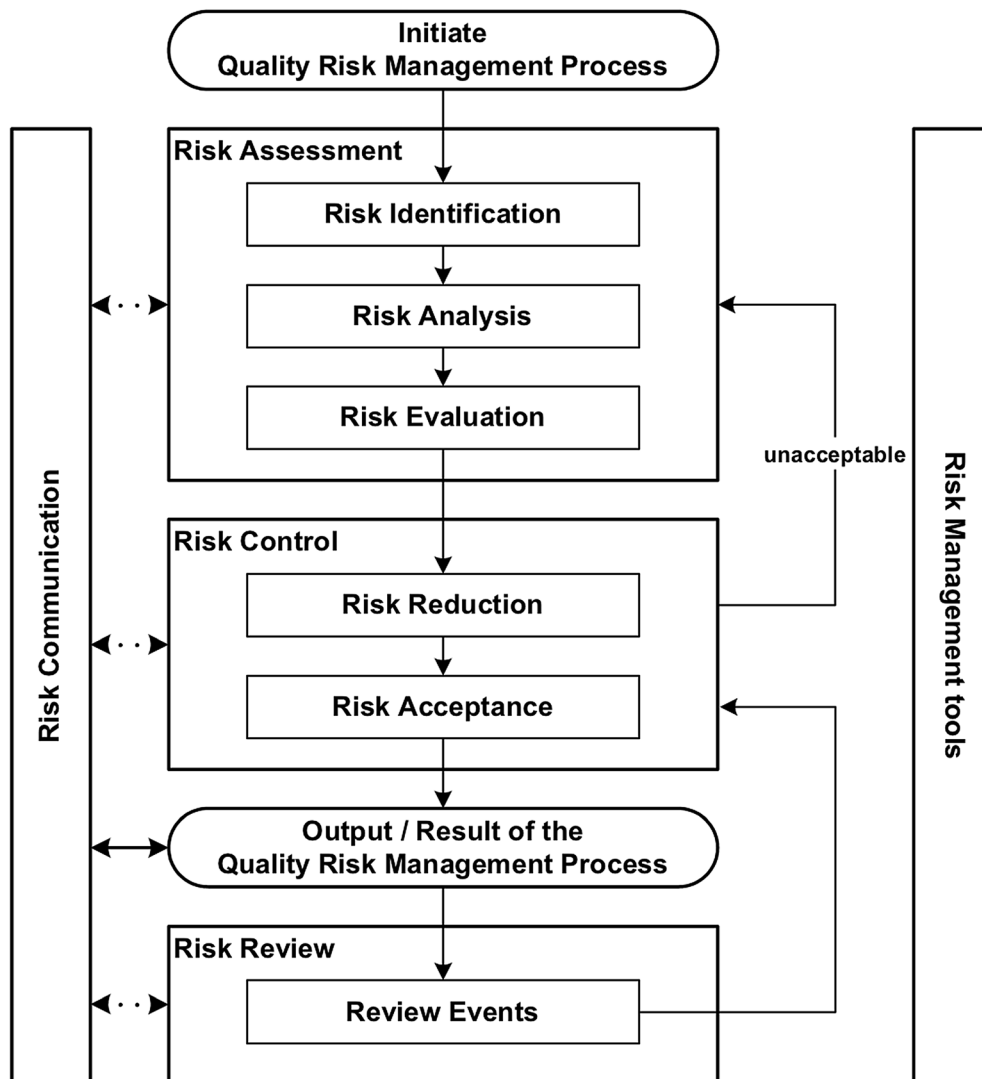 Initiate
Quality Risk Management Process
Risk Assessment
Risk Identification
Risk Analysis
Risk Evaluation
unacceptable
Risk Control
Risk Reduction
Risk Acceptance
Output / Result of the
Quality Risk Management Process
Risk Review
Review Events
Risk Communication
Risk Management tools